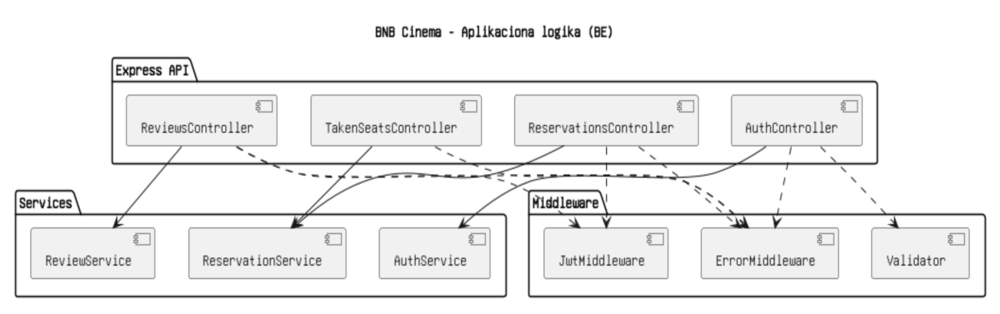 BNB Cinema - Aplikaciona logika (BE)
Express API
ReviewsController
TakenSeatsController
ReservationsController
AuthController
Services
Middleware
ReviewService
ReservationService
AuthService
JwtMiddleware
ErrorMiddleware
Validator